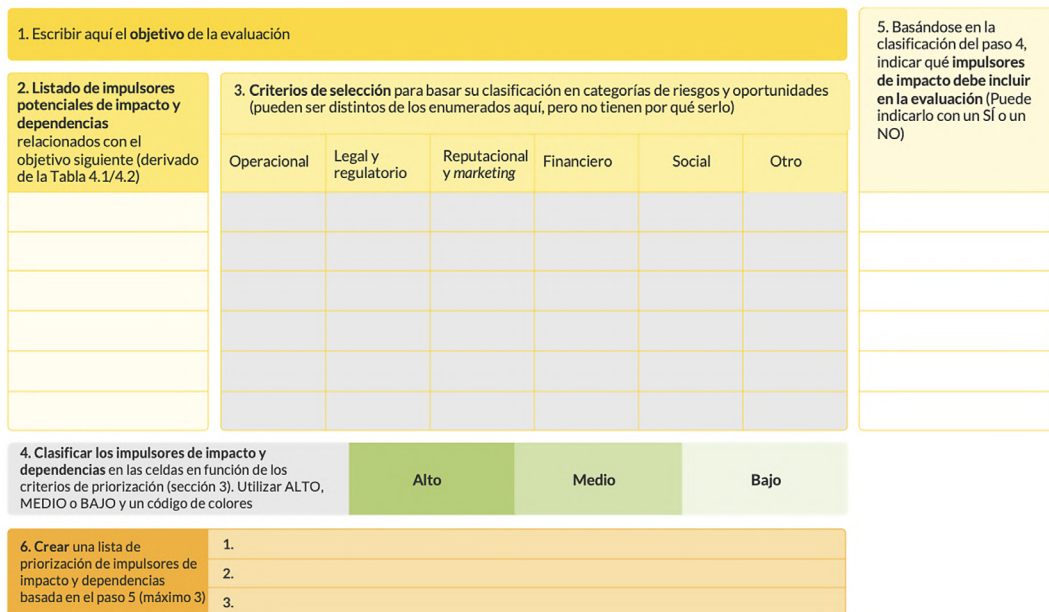 1. Escribir aquí el objetivo de la evaluación
2. Listado de impulsores
potenciales de impacto y
dependencias
relacionados con el
objetivo siguiente (derivado
de la Tabla 4.1/4.2)
3. Criterios de selección para basar su clasificación en categorías de riesgos y oportunidades
(pueden ser distintos de los enumerados aquí, pero no tienen por qué serlo)
Operacional
Legal y
regulatorio
Reputacional
y marketing
Financiero
Social
Otro
5. Basándose en la
clasificación del paso 4,
indicar qué impulsores
de impacto debe incluir
en la evaluación (Puede
indicarlo con un SÍ o un
NO)
4. Clasificar los impulsores de impacto y
dependencias en las celdas en función de los
criterios de priorización (sección 3). Utilizar ALTO,
MEDIO o BAJO y un código de colores
Alto
Medio
Bajo
6. Crear una lista de
priorización de impulsores de
impacto y dependencias
basada en el paso 5 (máximo 3)
1.
2.
3.